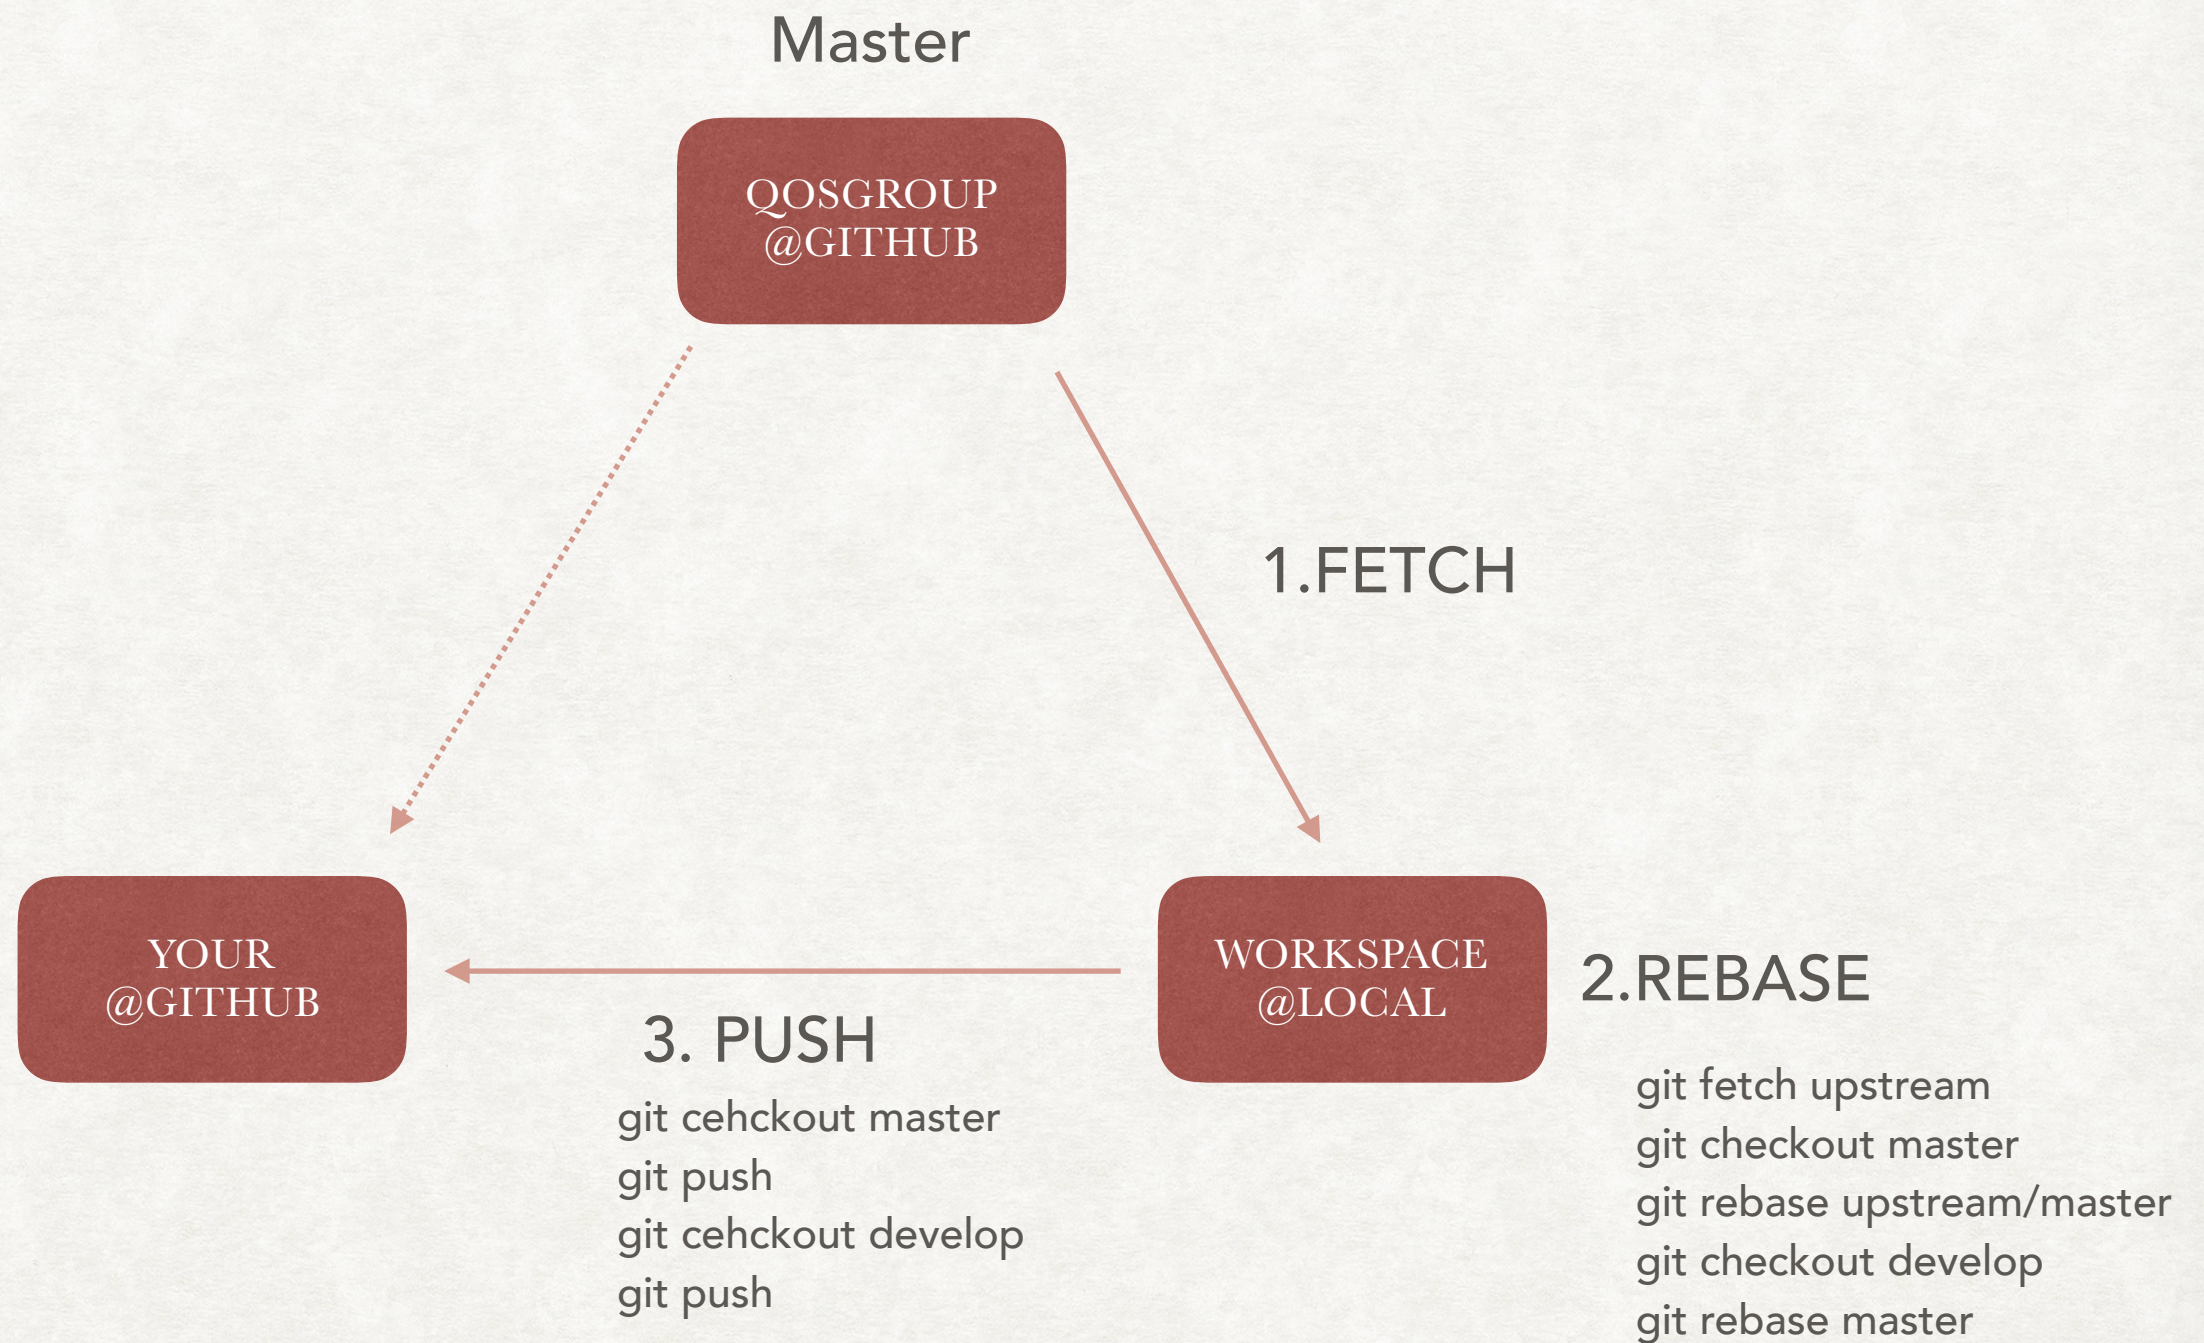 Master
QOSGROUP
@GITHUB
1.FETCH
YOUR
@GITHUB
WORKSPACE
@LOCAL
2.REBASE
3. PUSH
git cehckout master
git push
git cehckout develop
git push
git fetch upstream
git checkout master
git rebase upstream/master
git checkout develop
git rebase master